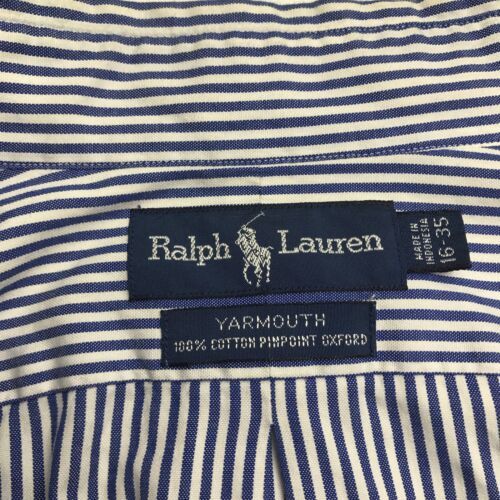 Ralph Lauren
MADE IN
INDONESIA
16-35
YARMOUTH
100% COTTON PINPOINT OXFORD